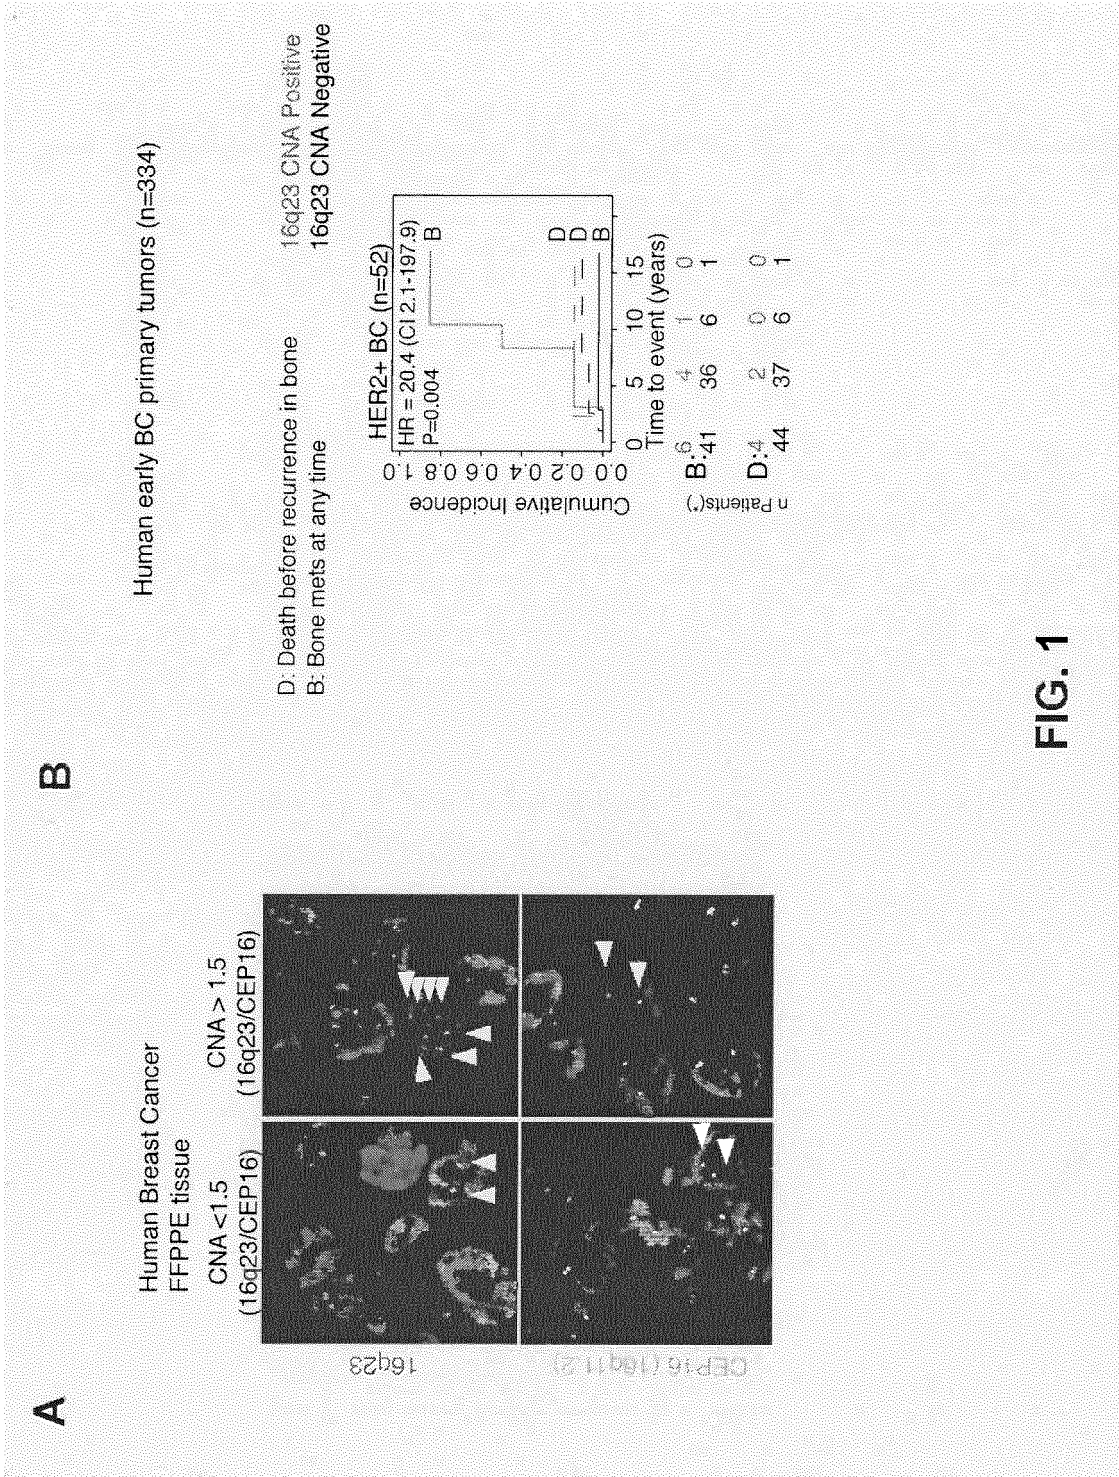 A
Human Breast Cancer
FFPPE tissue
CNA <1.5
(16q23/CEP16)
CNA > 1.5
(16q23/CEP16)
16q23
CEP16 (16q11.2)
B
Human early BC primary tumors (n=334)
D: Death before recurrence in bone
B: Bone mets at any time
16q23 CNA Positive
16q23 CNA Negative
HER2+ BC (n=52)
HR = 20.4 (CI 2.1-197.9)
P=0.004
B
D
D
B
Cumulative Incidence
1.0
0.8
0.6
0.4
0.2
0.0
0 5 10 15
Time to event (years)
n Patients(*)
6 4 1 0
B:41 36 6 1
D:4 2 0 0
44 37 6 1
FIG. 1